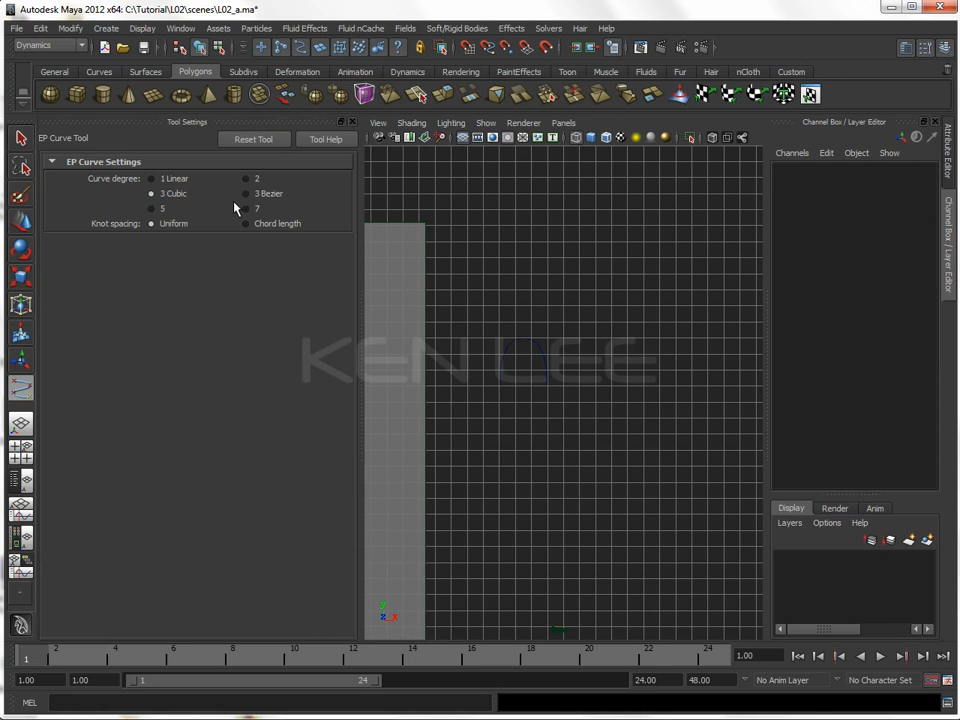 Autodesk Maya 2012 x64: C:\Tutorial\L02\scenes\L02_a.ma*
File Edit Modify Create Display Window Assets Particles Fluid Effects Fluid nCache Fields Soft/Rigid Bodies Effects Solvers Hair Help
Dynamics
General Curves Surfaces Polygons Subdivs Deformation Animation Dynamics Rendering PaintEffects Toon Muscle Fluids Fur Hair nCloth Custom
Tool Settings
Channel Box / Layer Editor
View Shading Lighting Show Renderer Panels
EP Curve Tool
Reset Tool
Tool Help
Channels Edit Object Show
EP Curve Settings
Curve degree: 1 Linear 2
3 Cubic 3 Bezier
5 7
Knot spacing: Uniform Chord length
Attribute Editor
Channel Box / Layer Editor
KEN LEE
Display Render Anim
Layers Options Help
2 4 6 8 10 12 14 16 18 20 22 24
1
1.00
1.00 1.00 1 24 24.00 48.00 No Anim Layer No Character Set
MEL